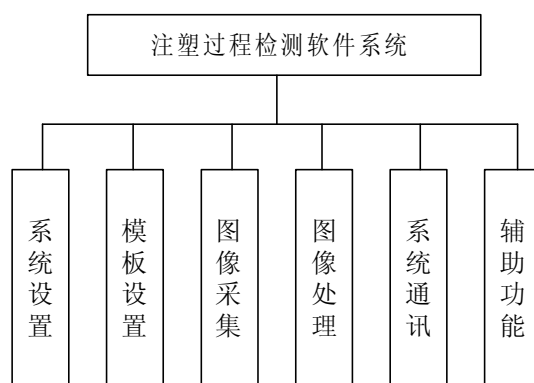 注塑过程检测软件系统
系统设置
模板设置
图像采集
图像处理
系统通讯
辅助功能